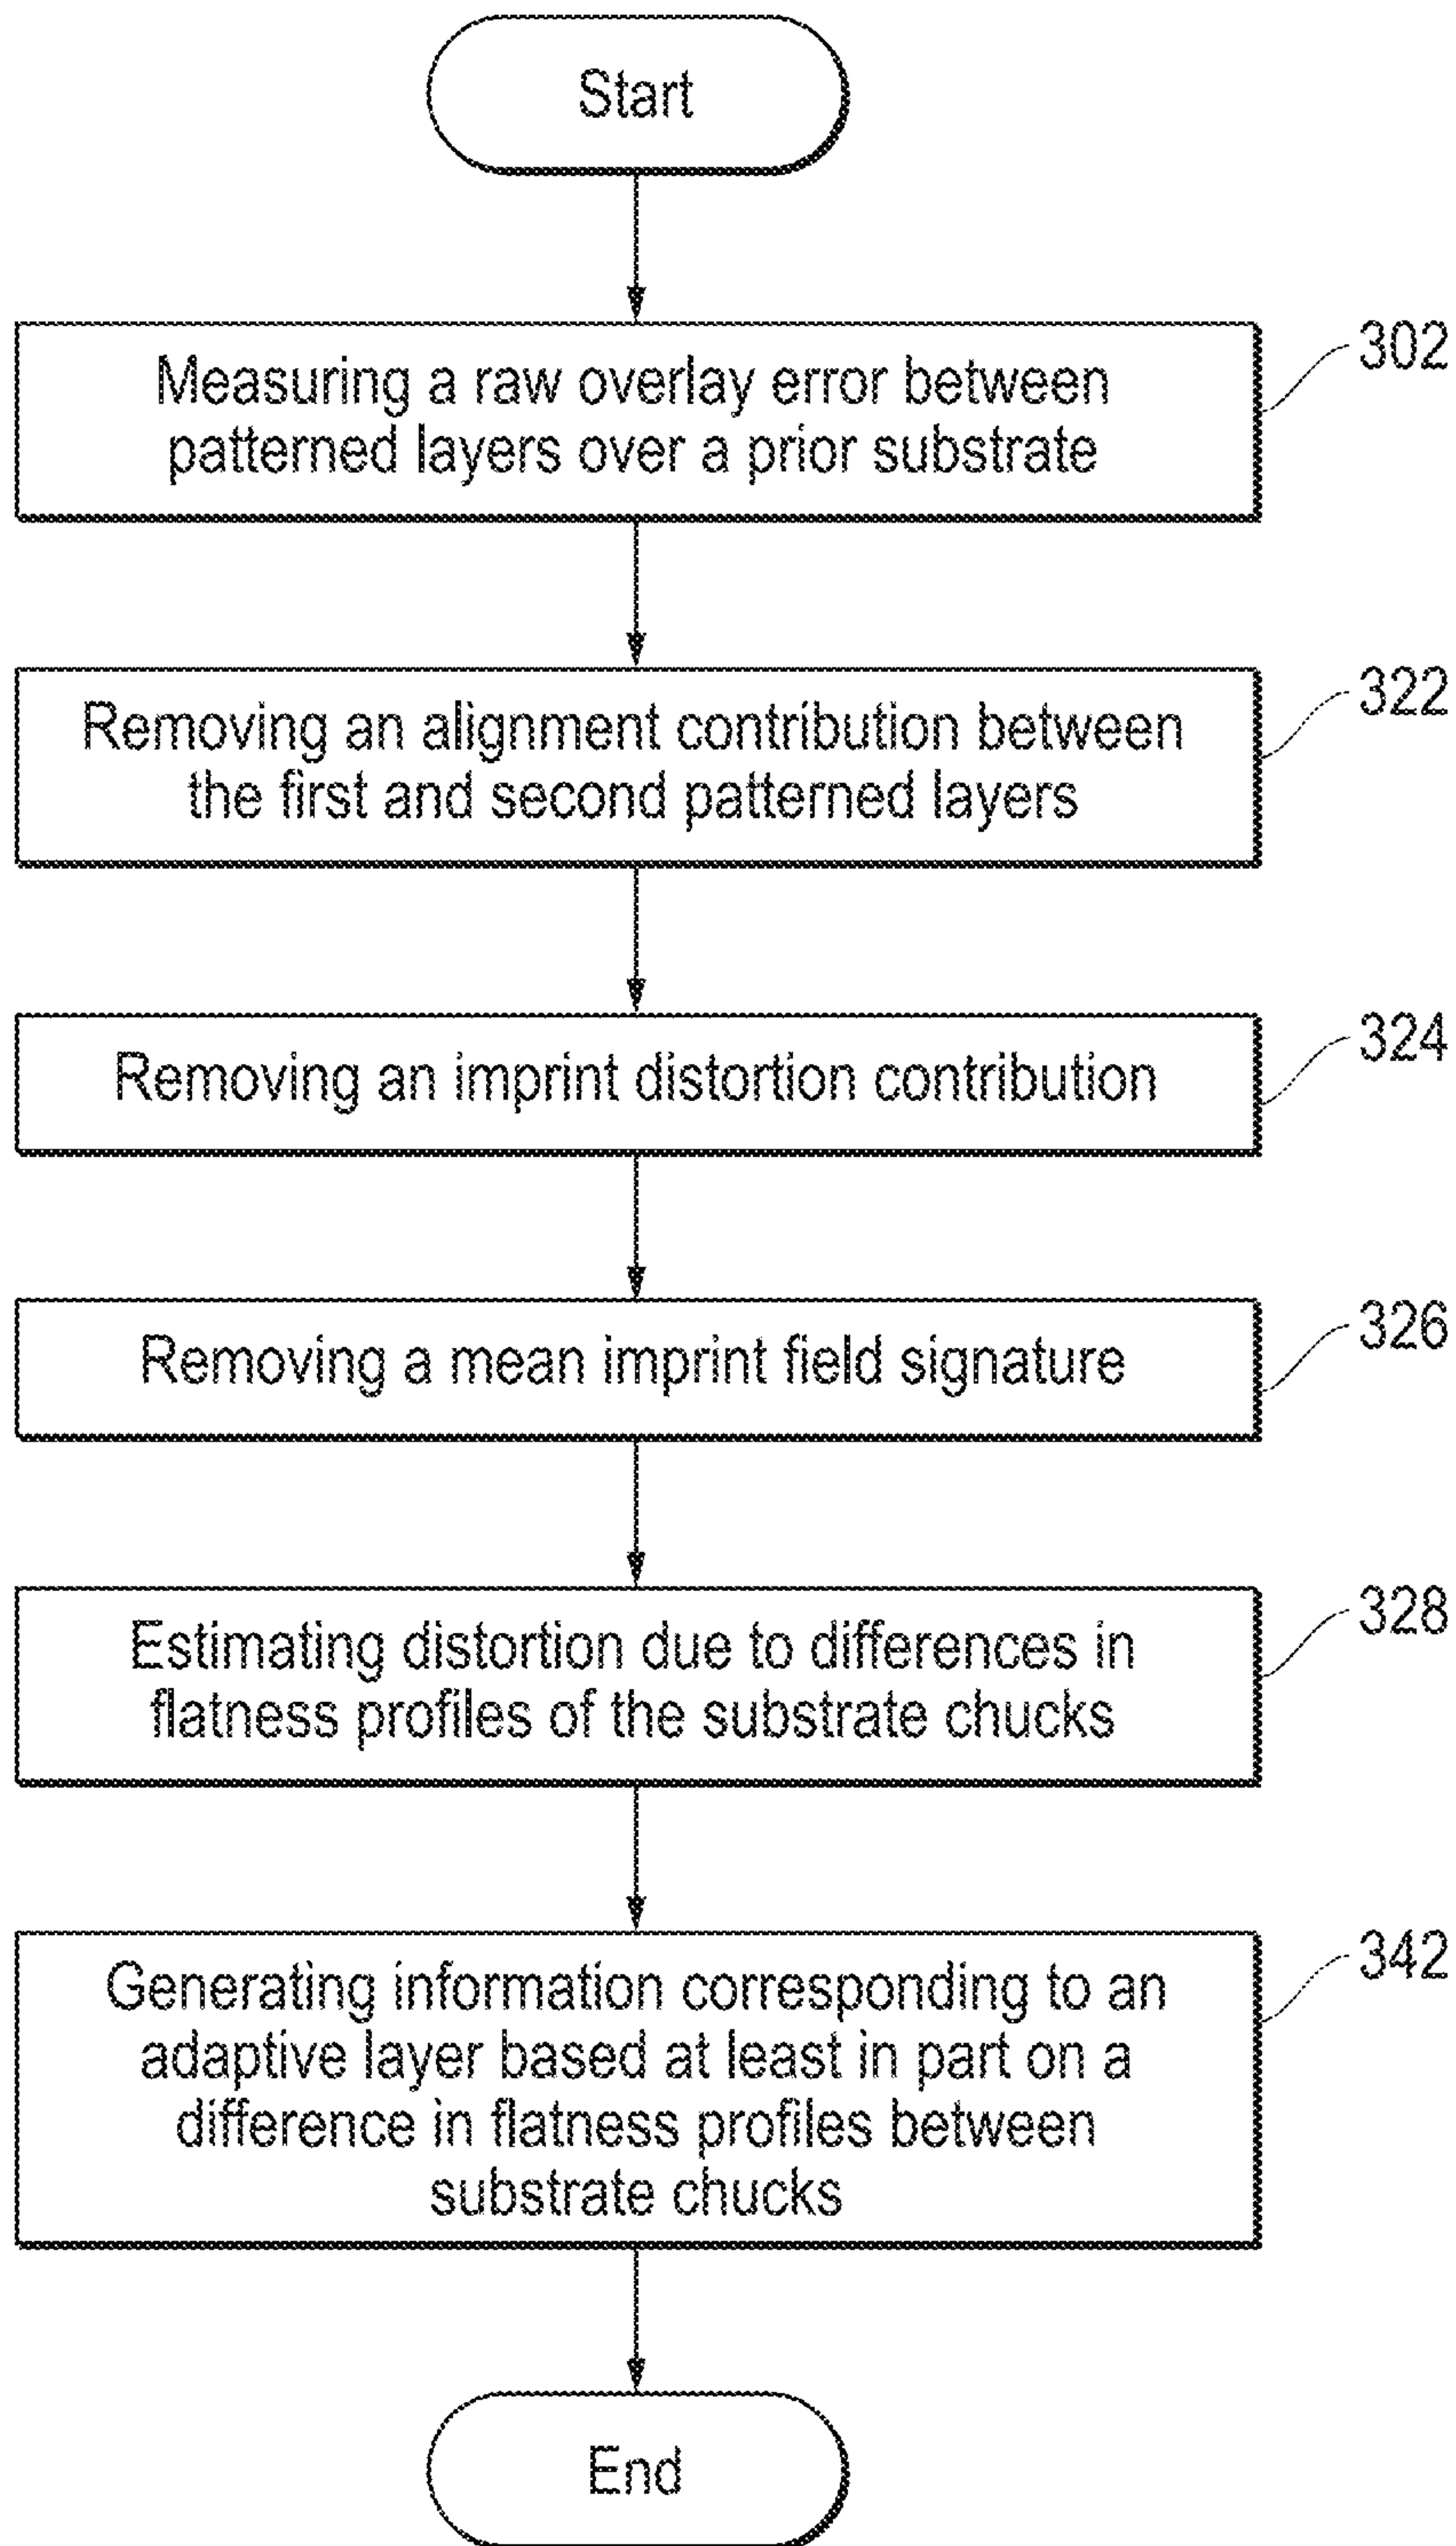 Start
Measuring a raw overlay error between
patterned layers over a prior substrate
302
Removing an alignment contribution between
the first and second patterned layers
322
Removing an imprint distortion contribution
324
Removing a mean imprint field signature
326
Estimating distortion due to differences in
flatness profiles of the substrate chucks
328
Generating information corresponding to an
adaptive layer based at least in part on a
difference in flatness profiles between
substrate chucks
342
End